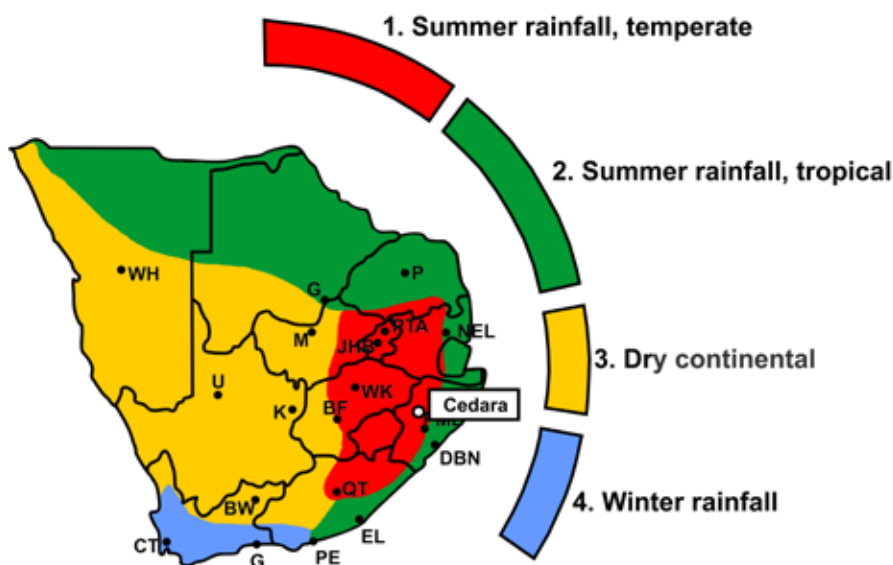 1. Summer rainfall, temperate
2. Summer rainfall, tropical
WH
P
G
M
PTA
NEL
JHB
3. Dry continental
U
WK
K
BF
Cedara
DBN
QT
4. Winter rainfall
BW
EL
CT
G
PE